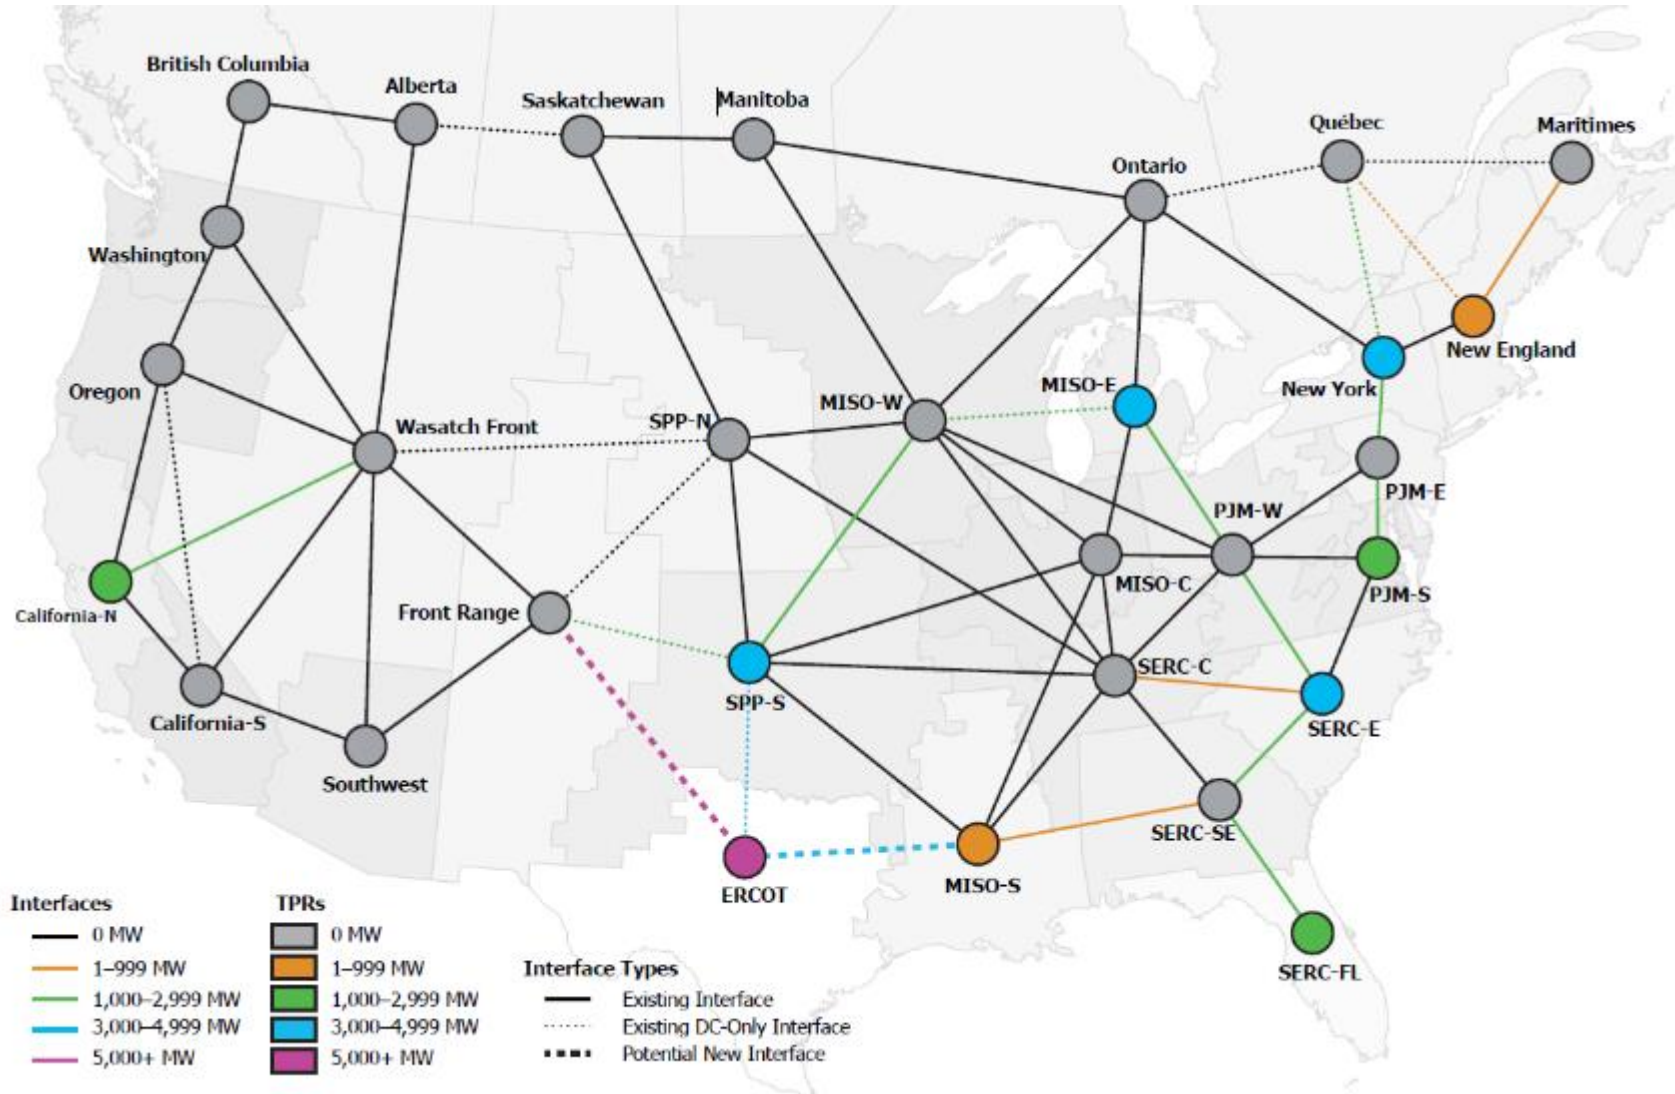 British Columbia
Alberta
Saskatchewan
Manitoba
Québec
Maritimes
Ontario
Washington
New England
New York
MISO-E
Oregon
MISO-W
SPP-N
Wasatch Front
PJM-E
PJM-W
MISO-C
PJM-S
California-N
Front Range
SERC-C
SPP-S
California-S
SERC-E
Southwest
SERC-SE
MISO-S
ERCOT
SERC-FL
Interfaces
0 MW
1–999 MW
1,000–2,999 MW
3,000–4,999 MW
5,000+ MW
TPRs
0 MW
1–999 MW
1,000–2,999 MW
3,000–4,999 MW
5,000+ MW
Interface Types
Existing Interface
Existing DC-Only Interface
Potential New Interface